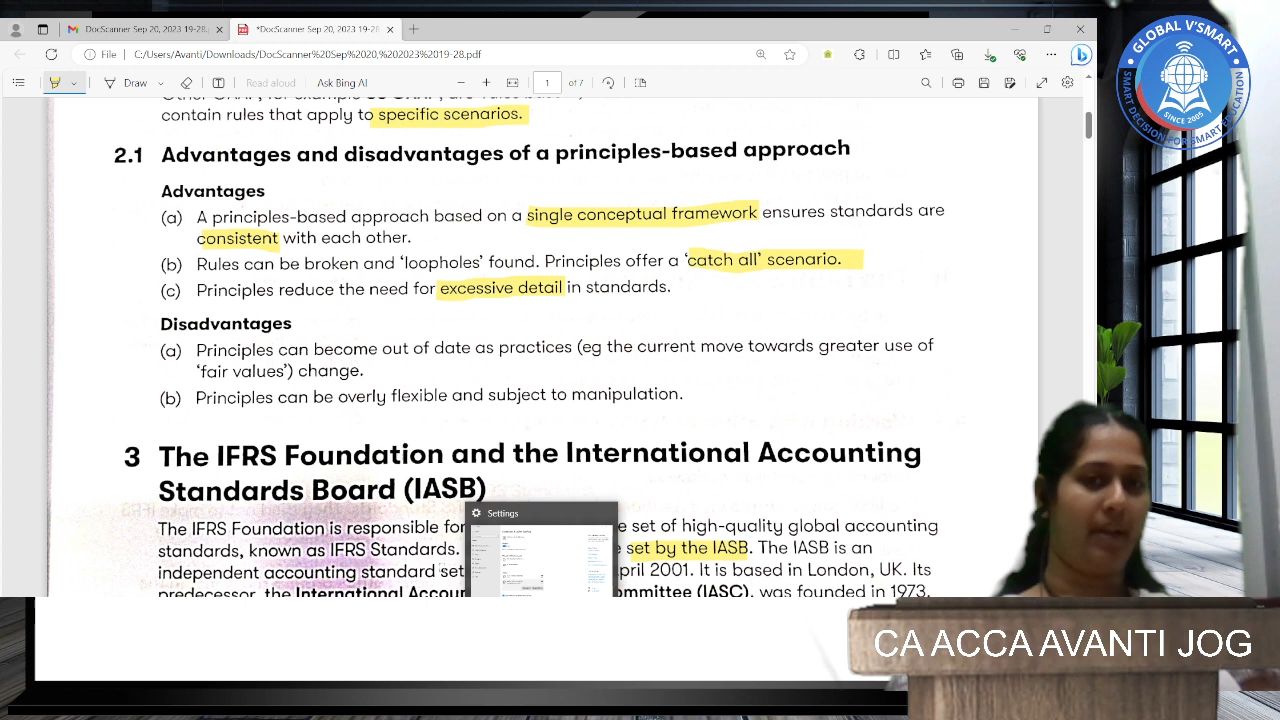 DocScanner Sep 20, 2023 19-28.
*DocScanner Sep 20, 2023 19-28
File
C:/Users/Avanti/Downloads/DocScanner%20Sep%2020,%202023%2019-58.pdf
Draw
Read aloud
Ask Bing AI
1
of 7
contain rules that apply to specific scenarios.
2.1 Advantages and disadvantages of a principles-based approach
Advantages
(a) A principles-based approach based on a single conceptual framework ensures standards are
consistent with each other.
(b) Rules can be broken and 'loopholes' found. Principles offer a 'catch all' scenario.
(c) Principles reduce the need for excessive detail in standards.
Disadvantages
(a) Principles can become out of date as practices (eg the current move towards greater use of
'fair values') change.
(b) Principles can be overly flexible and subject to manipulation.
3 The IFRS Foundation and the International Accounting
Standards Board (IASB)
Settings
The IFRS Foundation is responsible for set of high-quality global accounting
standards, known as IFRS Standards. set by the IASB. The IASB is an
independent accounting standard set pril 2001. It is based in London, UK. Its
predecessor, the International Accoun ommittee (IASC), was founded in 1973.
GLOBAL V'SMART
SMART DECISION FOR SMART EDUCATION
SINCE 2005
CA ACCA AVANTI JOG